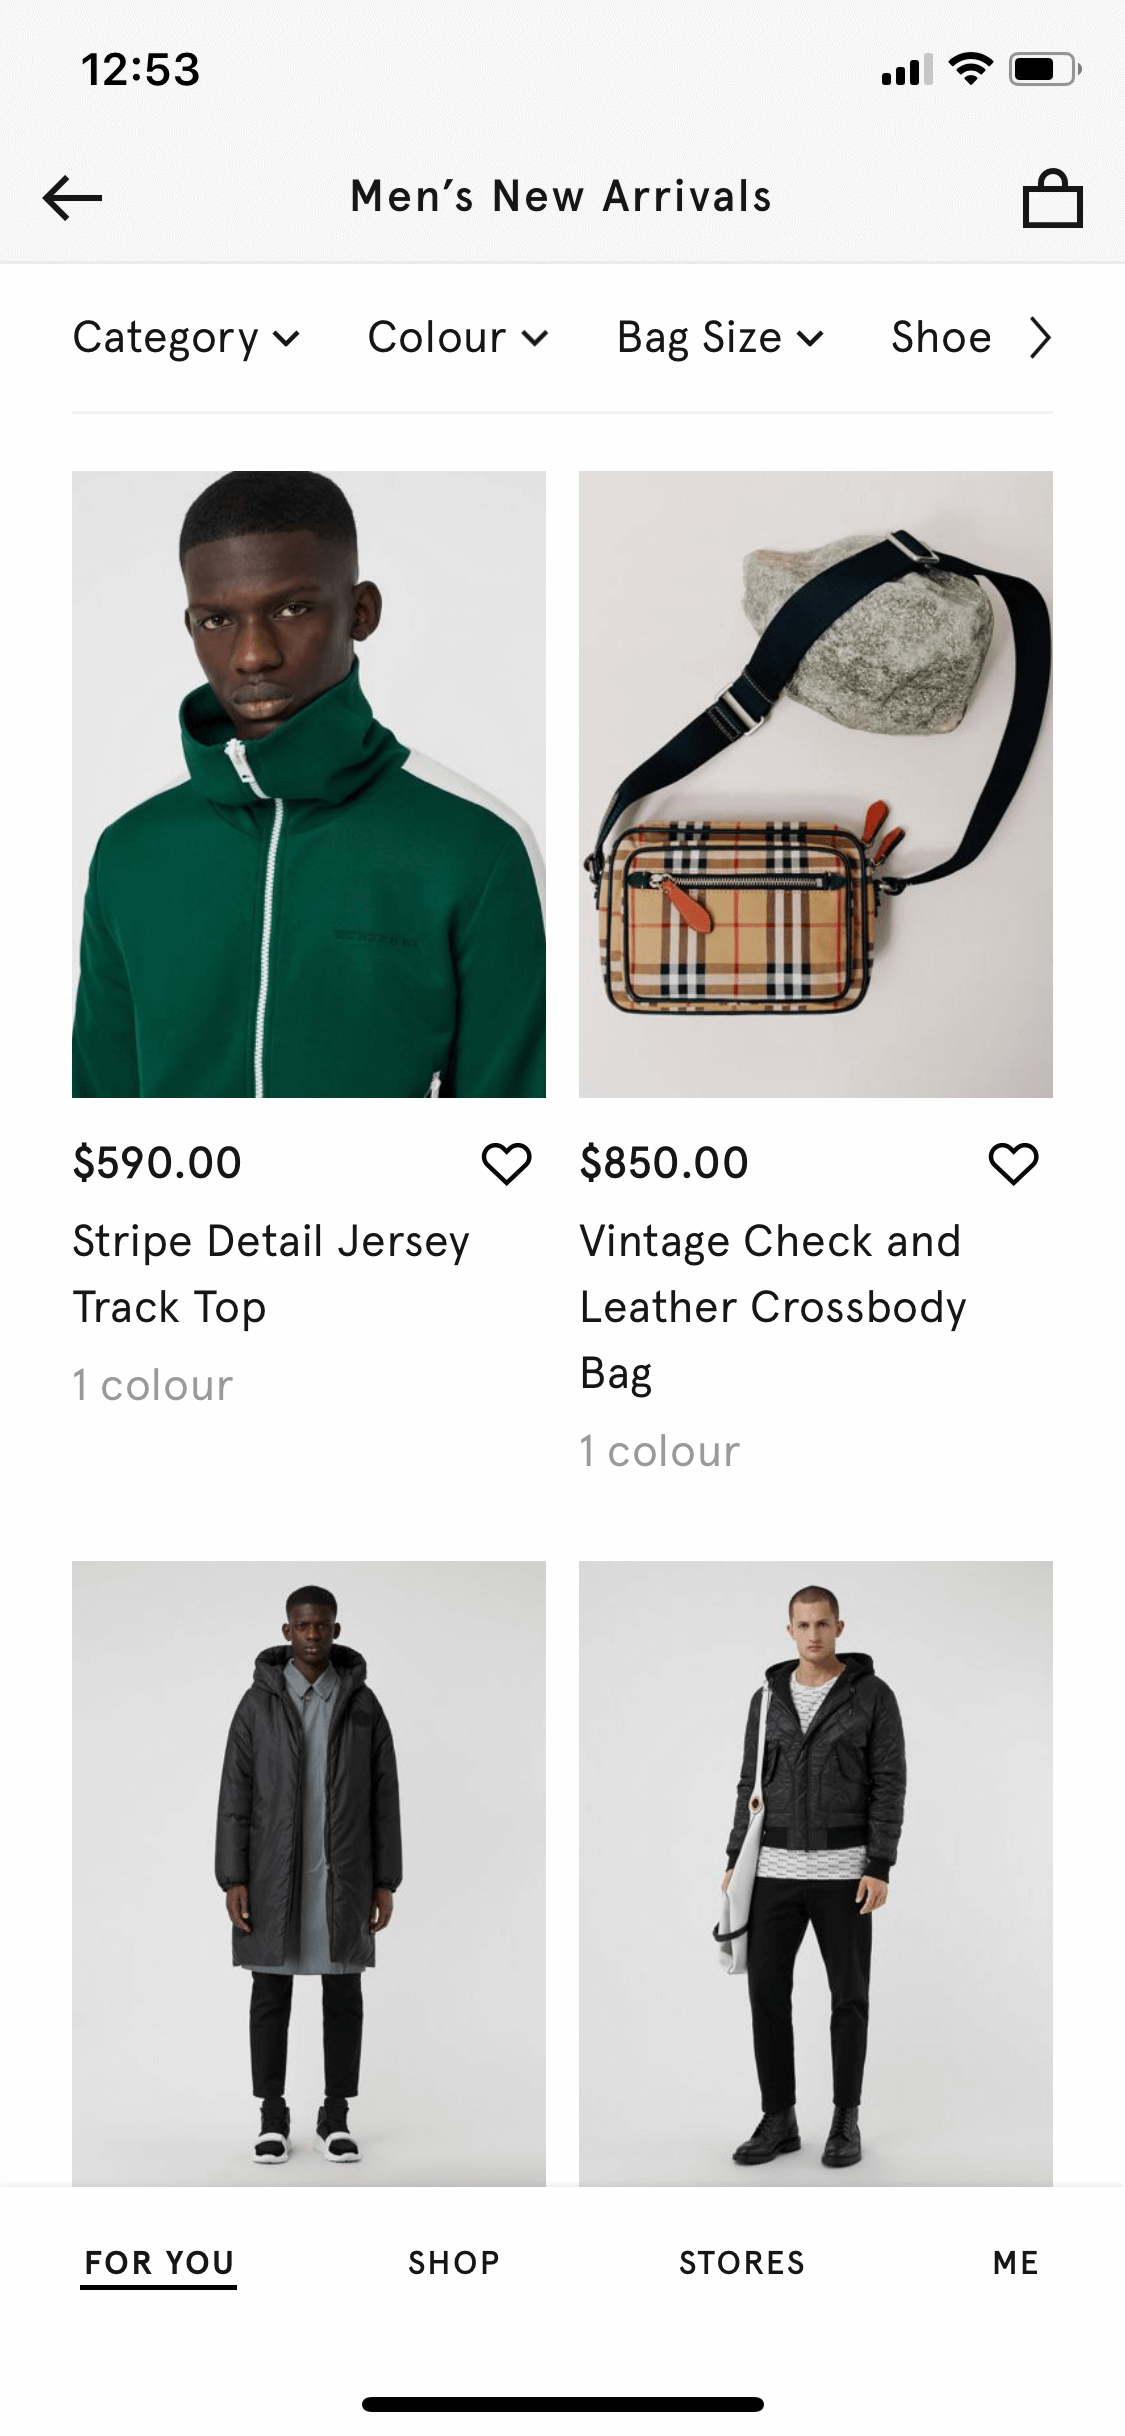 12:53
Men’s New Arrivals
Category
Colour
Bag Size
Shoe
$590.00
Stripe Detail Jersey
Track Top
1 colour
$850.00
Vintage Check and
Leather Crossbody
Bag
1 colour
FOR YOU
SHOP
STORES
ME